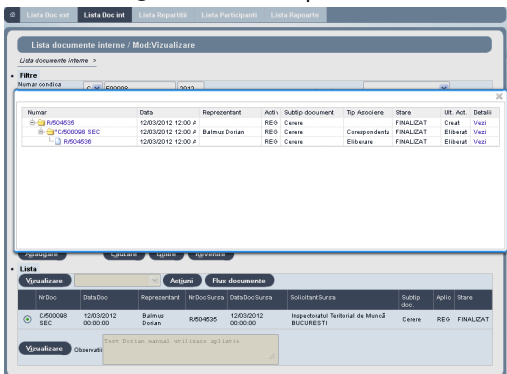 Lista Doc ext Lista Doc int Lista Repartitii Lista Participanti Lista Rapoarte
Lista documente interne / Mod:Vizualizare
Lista documente interne >
Filtre
Numar condica
C 500098 2012
Numar Data Reprezentant Activ Subtip document Tip Asociere Stare Ult. Act. Detalii
R/504535 12/03/2012 12:00 A REG Cerere FINALIZAT Creat Vezi
*C/500098 SEC 12/03/2012 12:00 A Balmus Dorian REG Cerere Corespondenta FINALIZAT Eliberat Vezi
R/504536 12/03/2012 12:00 A REG Cerere Eliberare FINALIZAT Eliberat Vezi
Lista
Vizualizare Acțiuni Flux documente
NrDoc DataDoc Reprezentant NrDocSursa DataDocSursa SolicitantSursa Subtip doc. Aplic Stare
C/500098 SEC 12/03/2012 00:00:00 Balmus Dorian R/504535 12/03/2012 00:00:00 Inspectoratul Teritorial de Muncă BUCURESTI Cerere REG FINALIZAT
Vizualizare Observatii Test Dorian manual utilizare aplicatie